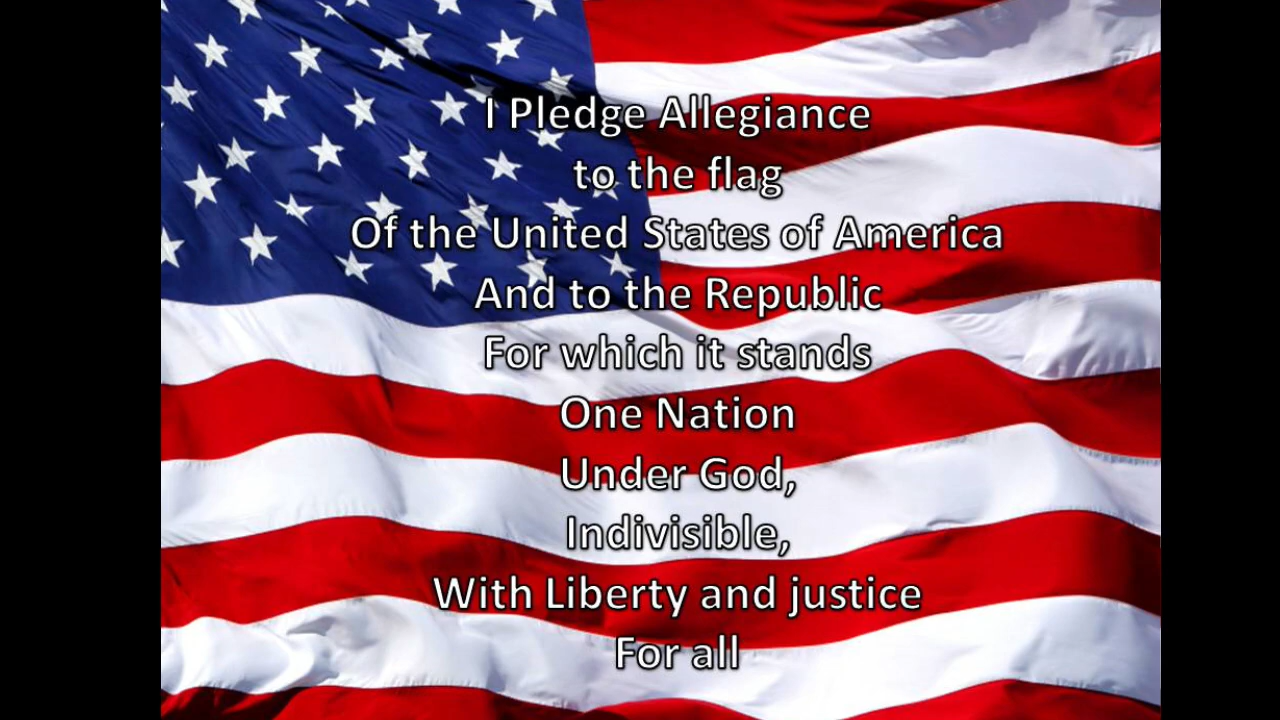 I Pledge Allegiance
to the flag
Of the United States of America
And to the Republic
For which it stands
One Nation
Under God,
Indivisible,
With Liberty and justice
For all